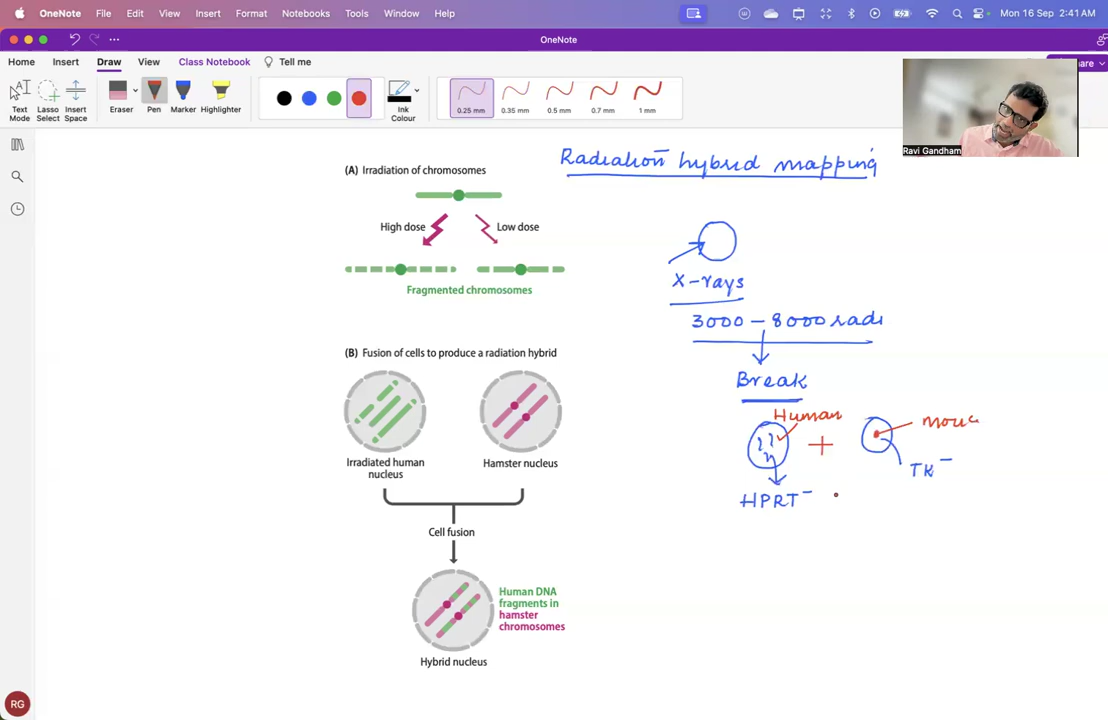 OneNote File Edit View Insert Format Notebooks Tools Window Help Mon 16 Sep 2:41 AM
OneNote
Home Insert Draw View Class Notebook Tell me
Text Mode Lasso Select Insert Space Eraser Pen Marker Highlighter Ink Colour 0.25 mm 0.35 mm 0.5 mm 0.7 mm 1 mm
Ravi Gandham
Radiation hybrid mapping
(A) Irradiation of chromosomes
High dose Low dose
Fragmented chromosomes
X-rays
3000 - 8000 rads
Break
(B) Fusion of cells to produce a radiation hybrid
Irradiated human
nucleus
Hamster nucleus
Human + mouc
TK-
HPRT-
Cell fusion
Human DNA
fragments in
hamster
chromosomes
Hybrid nucleus
RG